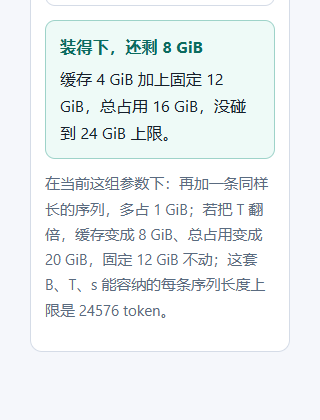 装得下，还剩 8 GiB
缓存 4 GiB 加上固定 12
GiB，总占用 16 GiB，没碰
到 24 GiB 上限。
在当前这组参数下：再加一条同样
长的序列，多占 1 GiB；若把 T 翻
倍，缓存变成 8 GiB、总占用变成
20 GiB，固定 12 GiB 不动；这套
B、T、s 能容纳的每条序列长度上
限是 24576 token。